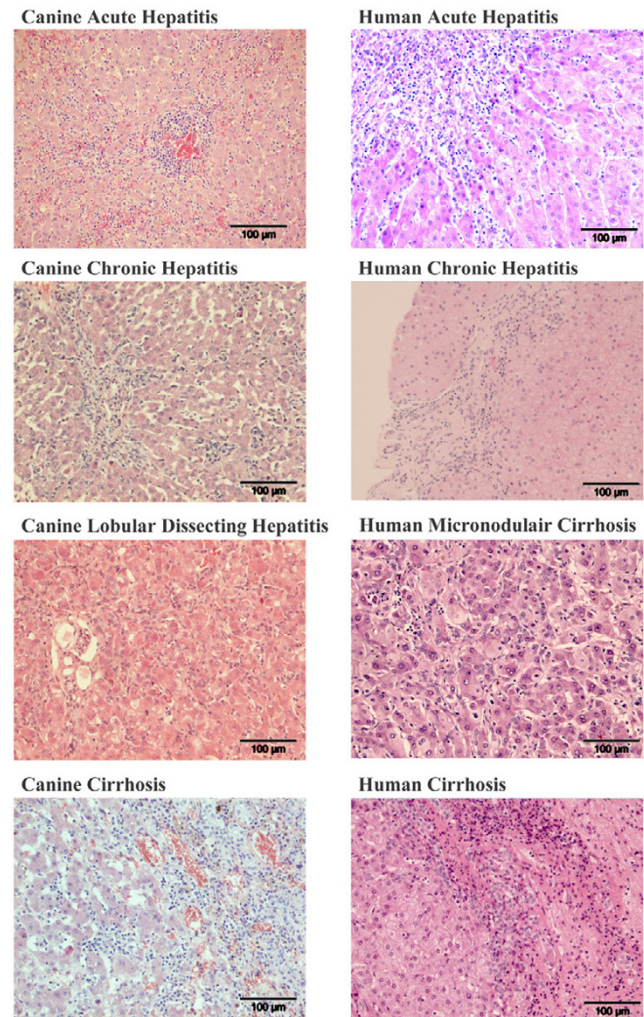 Canine Acute Hepatitis
Human Acute Hepatitis
100 µm
100 µm
Canine Chronic Hepatitis
Human Chronic Hepatitis
100 µm
100 µm
Canine Lobular Dissecting Hepatitis
Human Micronodulair Cirrhosis
100 µm
100 µm
Canine Cirrhosis
Human Cirrhosis
100 µm
100 µm